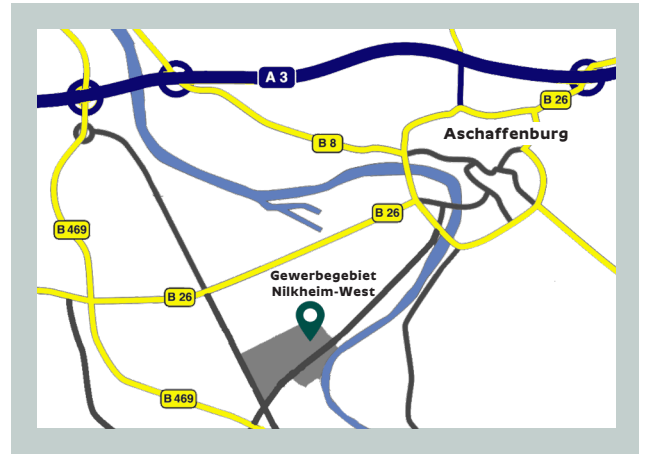 A 3
B 26
Aschaffenburg
B 8
B 26
B 469
Gewerbegebiet
Nilkheim-West
B 26
B 469